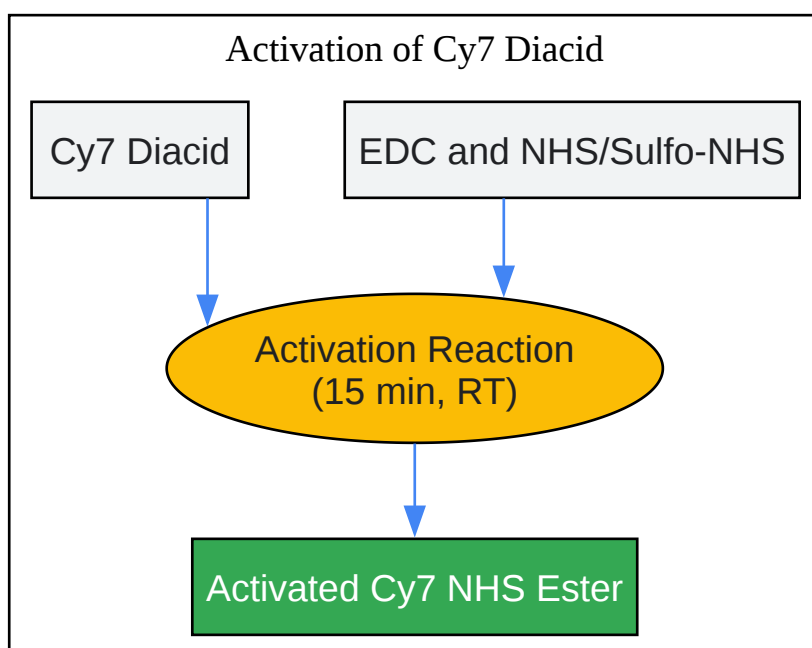 Activation of Cy7 Diacid
Cy7 Diacid
EDC and NHS/Sulfo-NHS
Activation Reaction
(15 min, RT)
Activated Cy7 NHS Ester